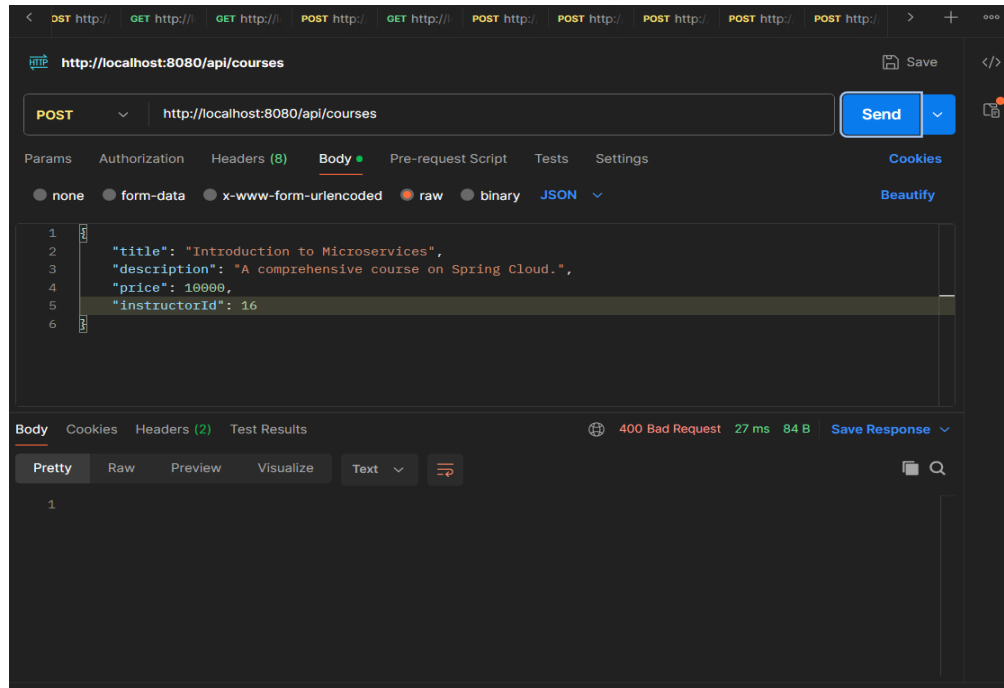 < OST http:/ GET http://l GET http://l POST http:/ GET http://l POST http:/ POST http:/ POST http:/ POST http:/ POST http:/ > + ooo
HTTP http://localhost:8080/api/courses Save </>
POST http://localhost:8080/api/courses Send
Params Authorization Headers (8) Body Pre-request Script Tests Settings Cookies
none form-data x-www-form-urlencoded raw binary JSON Beautify
1 {
2 "title": "Introduction to Microservices",
3 "description": "A comprehensive course on Spring Cloud.",
4 "price": 10000,
5 "instructorId": 16
6 }
Body Cookies Headers (2) Test Results 400 Bad Request 27 ms 84 B Save Response
Pretty Raw Preview Visualize Text
1